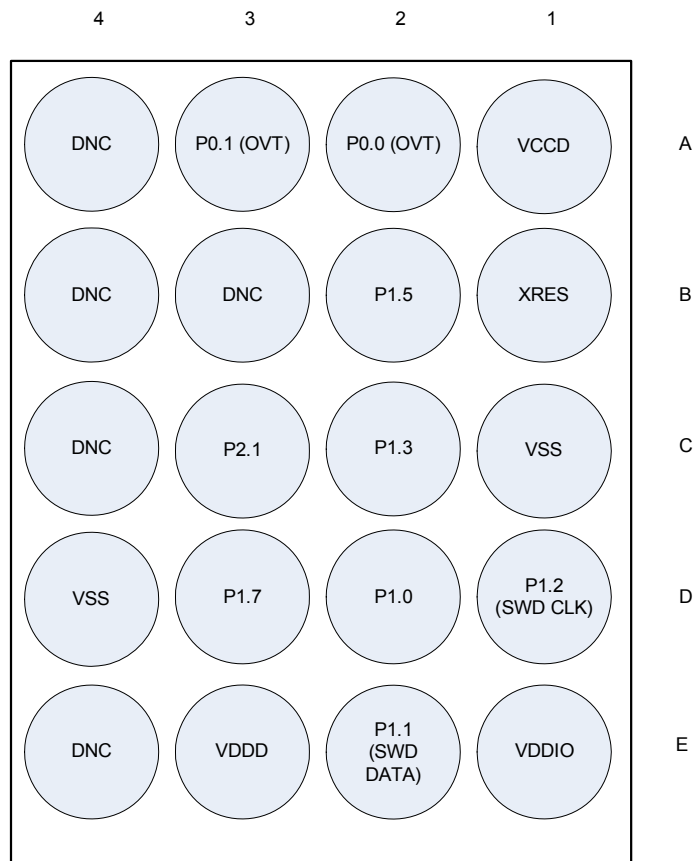 4 3 2 1
DNC P0.1 (OVT) P0.0 (OVT) VCCD A
DNC DNC P1.5 XRES B
DNC P2.1 P1.3 VSS C
VSS P1.7 P1.0 P1.2 (SWD CLK) D
DNC VDDD P1.1 (SWD DATA) VDDIO E